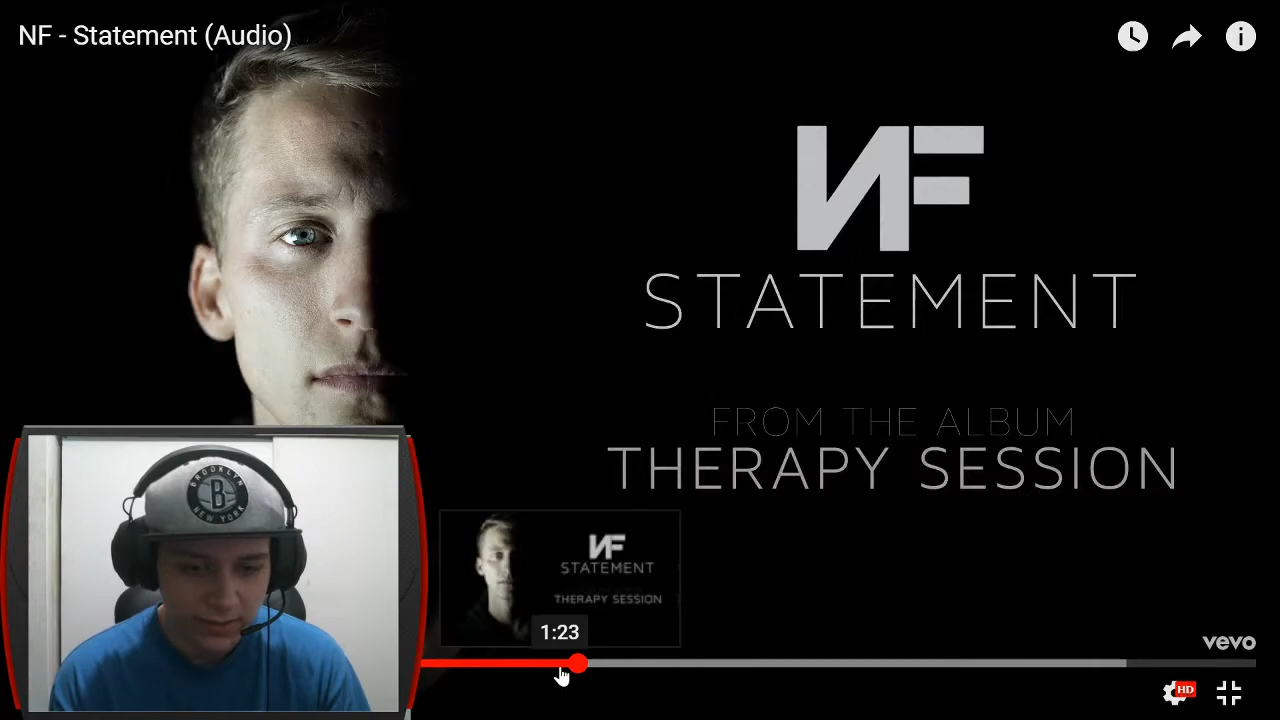 NF - Statement (Audio)
NF
STATEMENT
FROM THE ALBUM
THERAPY SESSION
BROOKLYN
B
NEW YORK
NF
STATEMENT
THERAPY SESSION
1:23
vevo
HD